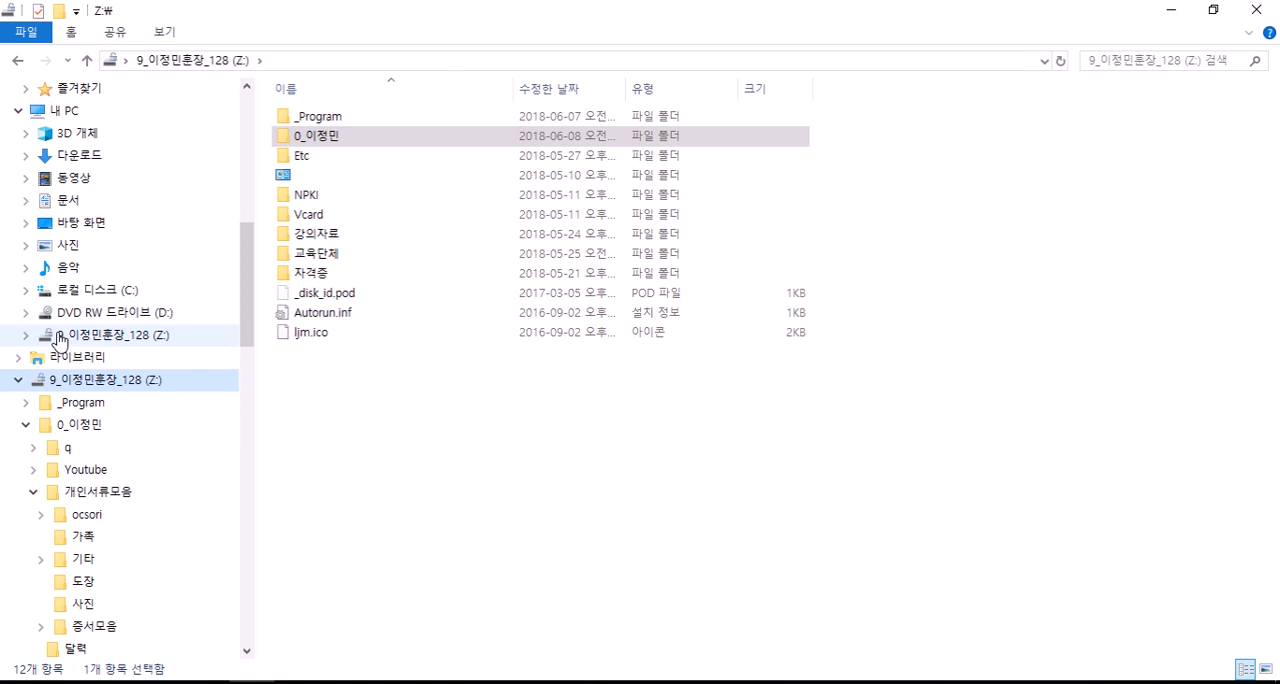 Z:₩
파일 홈 공유 보기
9_이정민훈장_128 (Z:)
9_이정민훈장_128 (Z:) 검색
즐겨찾기
내 PC
3D 개체
다운로드
동영상
문서
바탕 화면
사진
음악
로컬 디스크 (C:)
DVD RW 드라이브 (D:)
9_이정민훈장_128 (Z:)
라이브러리
9_이정민훈장_128 (Z:)
_Program
0_이정민
q
Youtube
개인서류모음
ocsori
가족
기타
도장
사진
증서모음
달력
이름 수정한 날짜 유형 크기
_Program 2018-06-07 오전... 파일 폴더
0_이정민 2018-06-08 오전... 파일 폴더
Etc 2018-05-27 오후... 파일 폴더
2018-05-10 오후... 파일 폴더
NPKI 2018-05-11 오후... 파일 폴더
Vcard 2018-05-11 오후... 파일 폴더
강의자료 2018-05-24 오후... 파일 폴더
교육단체 2018-05-25 오전... 파일 폴더
자격증 2018-05-21 오후... 파일 폴더
_disk_id.pod 2017-03-05 오후... POD 파일 1KB
Autorun.inf 2016-09-02 오후... 설치 정보 1KB
ljm.ico 2016-09-02 오후... 아이콘 2KB
12개 항목 1개 항목 선택함